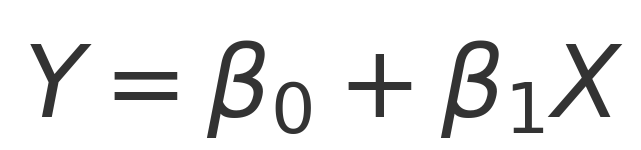 Y = β₀ + β₁X